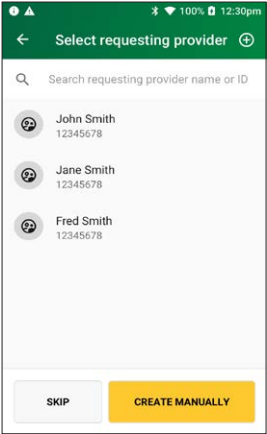 100% 12:30pm
Select requesting provider
Search requesting provider name or ID
John Smith
12345678
Jane Smith
12345678
Fred Smith
12345678
SKIP CREATE MANUALLY